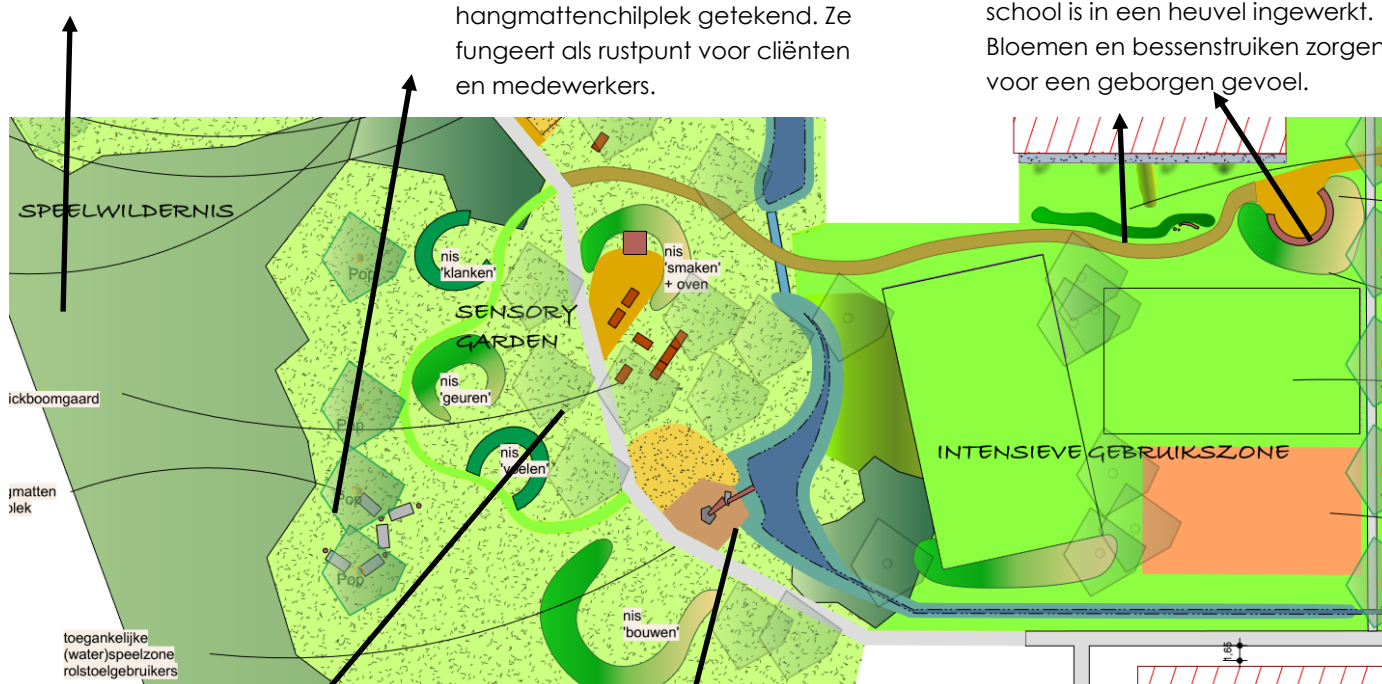 hangmattenchilplek getekend. Ze
fungeert als rustpunt voor cliënten
en medewerkers.
school is in een heuvel ingewerkt.
Bloemen en bessenstruiken zorgen
voor een geborgen gevoel.
SPEELWILDERNIS
Pop
nis
'klanken'
nis
'smaken'
+ oven
SENSORY
GARDEN
nis
'geuren'
ickboomgaard
Pop
nis
'voelen'
INTENSIEVE GEBRUIKSZONE
gmatten
plek
Pop
Pop
nis
'bouwen'
toegankelijke
(water)speelzone
rolstoelgebruikers
1,65